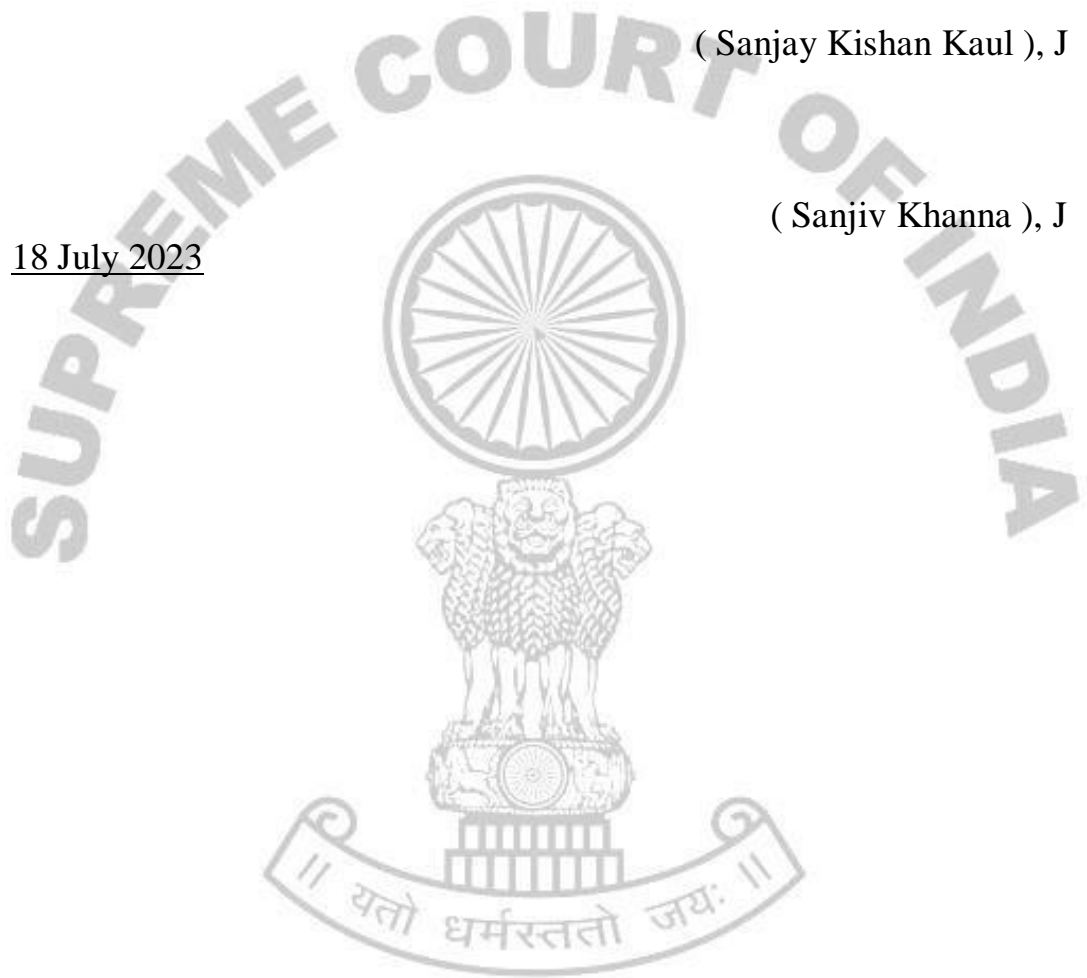 ( Sanjay Kishan Kaul ), J
SUPREME COURT OF INDIA
( Sanjiv Khanna ), J
18 July 2023
॥ यतो धर्मस्ततो जयः ॥